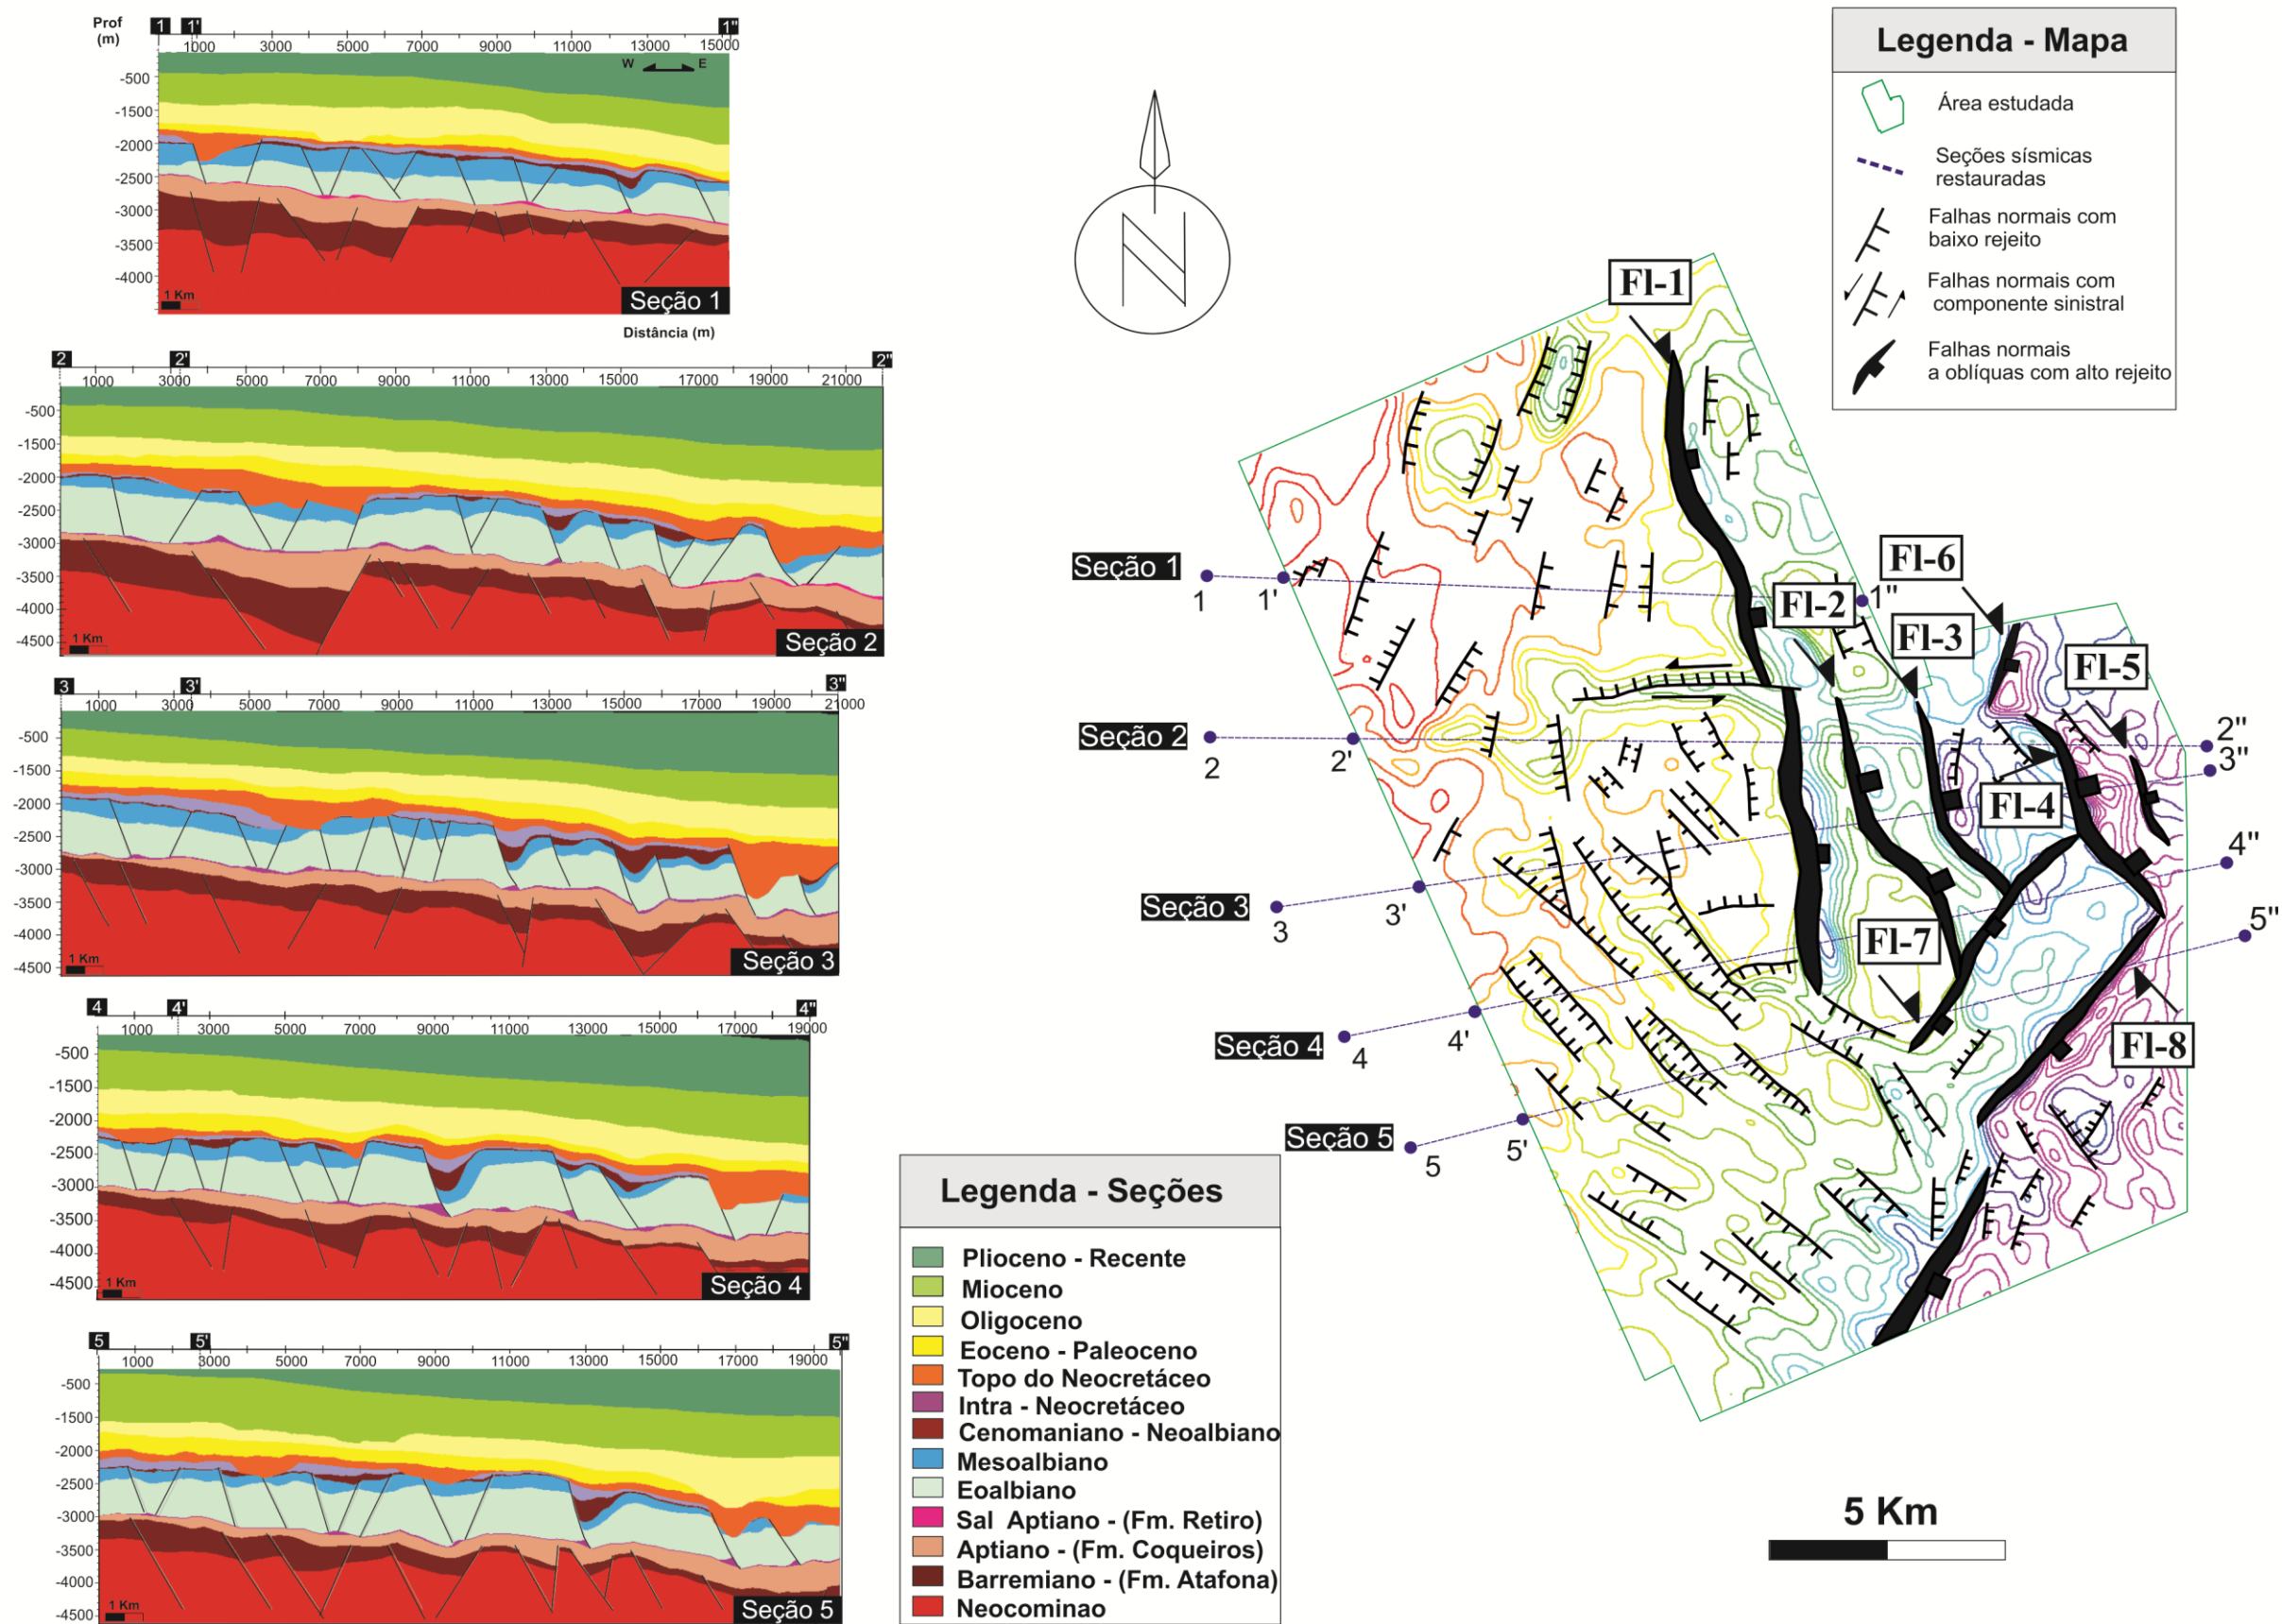 Prof
(m)
1 1' 1"
1000 3000 5000 7000 9000 11000 13000 15000
W E
-500
-1500
-2000
-2500
-3000
-3500
-4000
1 Km
Seção 1
Distância (m)
2 2' 2"
1000 3000 5000 7000 9000 11000 13000 15000 17000 19000 21000
-500
-1500
-2000
-2500
-3000
-3500
-4000
-4500
1 Km
Seção 2
3 3' 3"
1000 3000 5000 7000 9000 11000 13000 15000 17000 19000 21000
-500
-1500
-2000
-2500
-3000
-3500
-4000
-4500
1 Km
Seção 3
4 4' 4"
1000 3000 5000 7000 9000 11000 13000 15000 17000 19000
-500
-1500
-2000
-2500
-3000
-3500
-4000
-4500
1 Km
Seção 4
5 5' 5"
1000 3000 5000 7000 9000 11000 13000 15000 17000 19000
-500
-1500
-2000
-2500
-3000
-3500
-4000
-4500
1 Km
Seção 5
Legenda - Seções
Plioceno - Recente
Mioceno
Oligoceno
Eoceno - Paleoceno
Topo do Neocretáceo
Intra - Neocretáceo
Cenomaniano - Neoalbiano
Mesoalbiano
Eoalbiano
Sal Aptiano - (Fm. Retiro)
Aptiano - (Fm. Coqueiros)
Barremiano - (Fm. Atafona)
Neocominao
N
Legenda - Mapa
Área estudada
Seções sísmicas
restauradas
Falhas normais com
baixo rejeito
Falhas normais com
componente sinistral
Falhas normais
a oblíquas com alto rejeito
Fl-1
Fl-6
Fl-2
Fl-3
Fl-5
Fl-4
Fl-7
Fl-8
Seção 1
1 1' 1"
Seção 2
2 2' 2"
Seção 3
3 3' 3"
Seção 4
4 4' 4"
Seção 5
5 5' 5"
5 Km